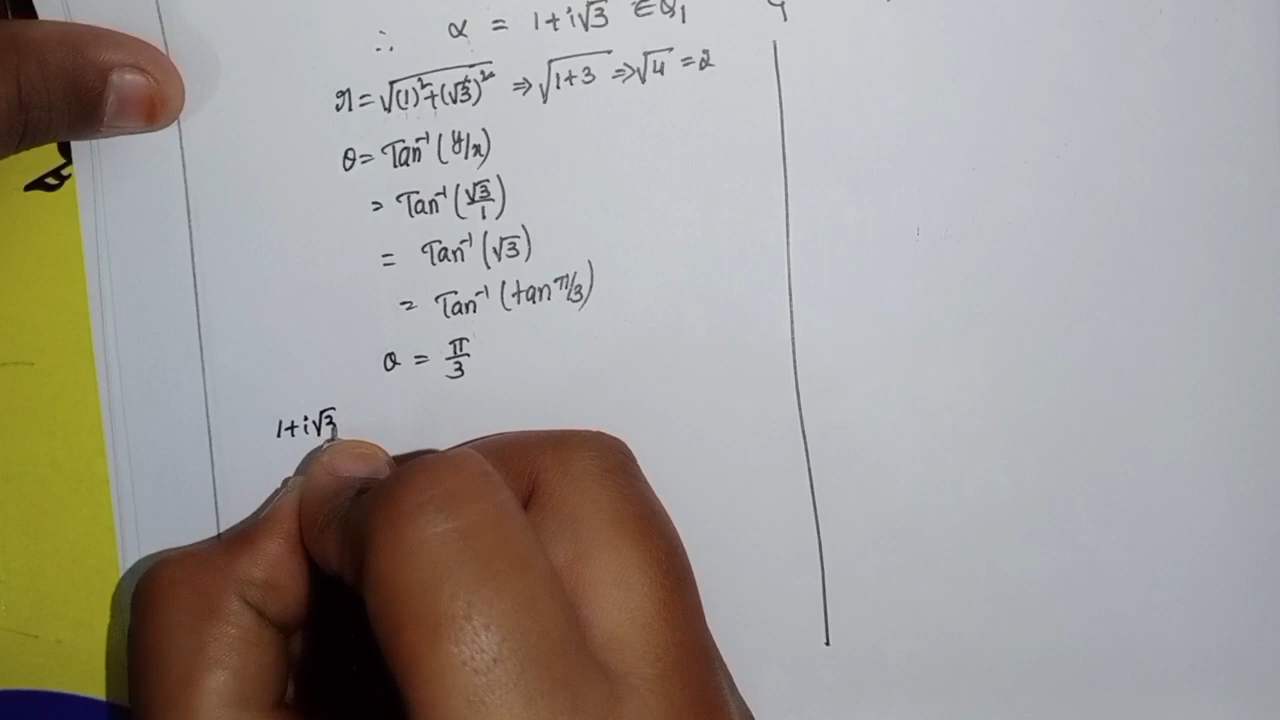 ∴ α = 1+i√3 ∈Q₁
r=√(1)²+(√3)² ⇒√1+3 ⇒√4 =2
θ= Tan⁻¹(y/x)
= Tan⁻¹(√3/1)
= Tan⁻¹(√3)
= Tan⁻¹(tan π/3)
θ = π/3
1+i√3